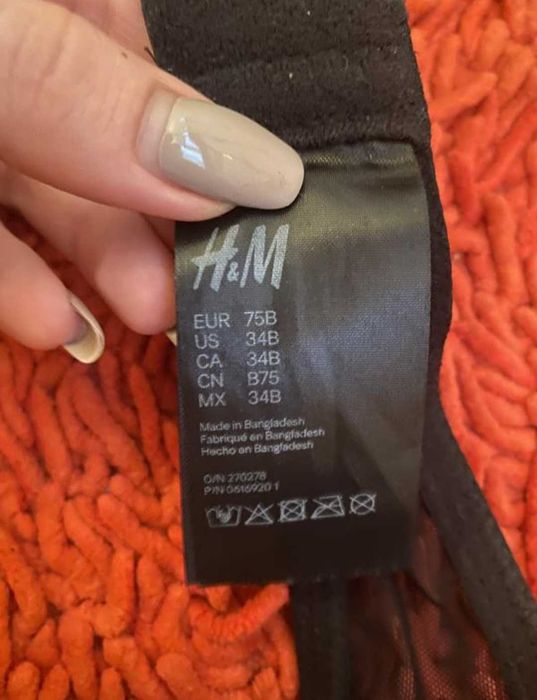 H&M
EUR 75B
US 34B
CA 34B
CN B75
MX 34B
Made in Bangladesh
Fabriqué en Bangladesh
Hecho en Bangladesh
O/N 270278
P/N 0616920 1